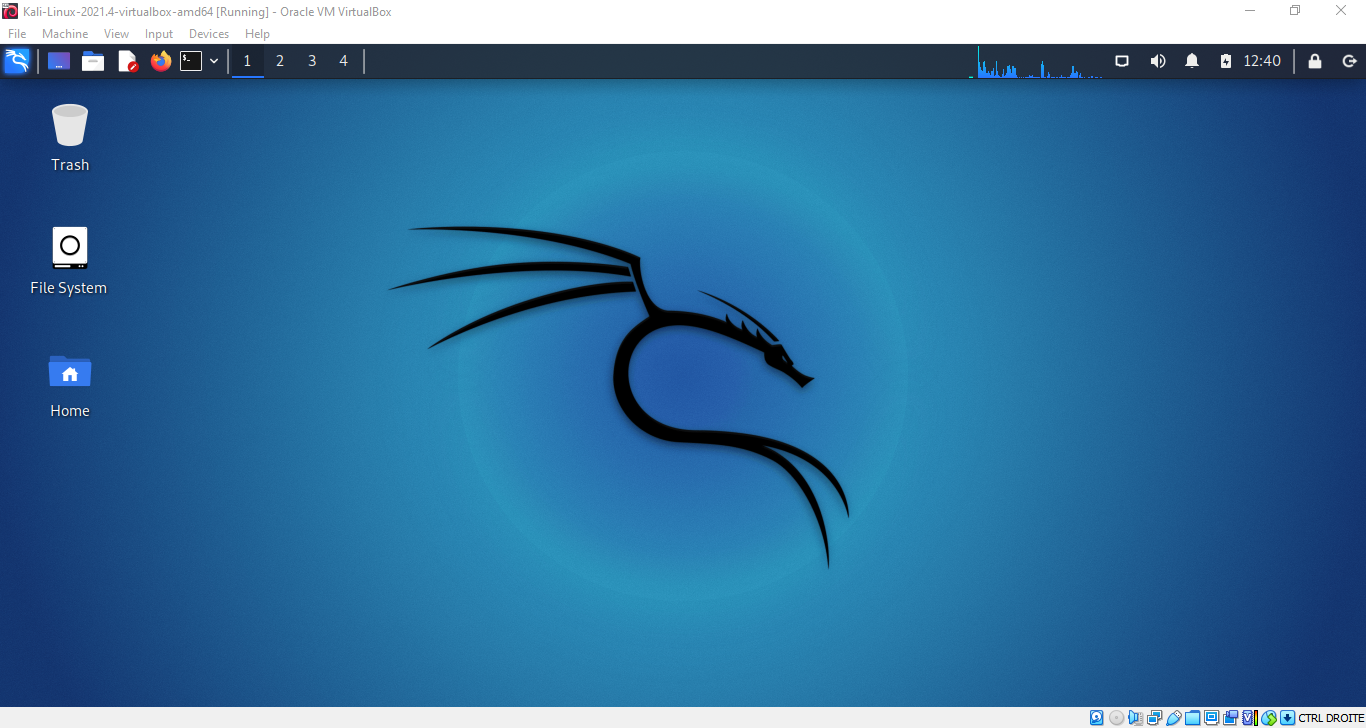 Kali-Linux-2021.4-virtualbox-amd64 [Running] - Oracle VM VirtualBox
File Machine View Input Devices Help
1 2 3 4 12:40
Trash
File System
Home
CTRL DROITE